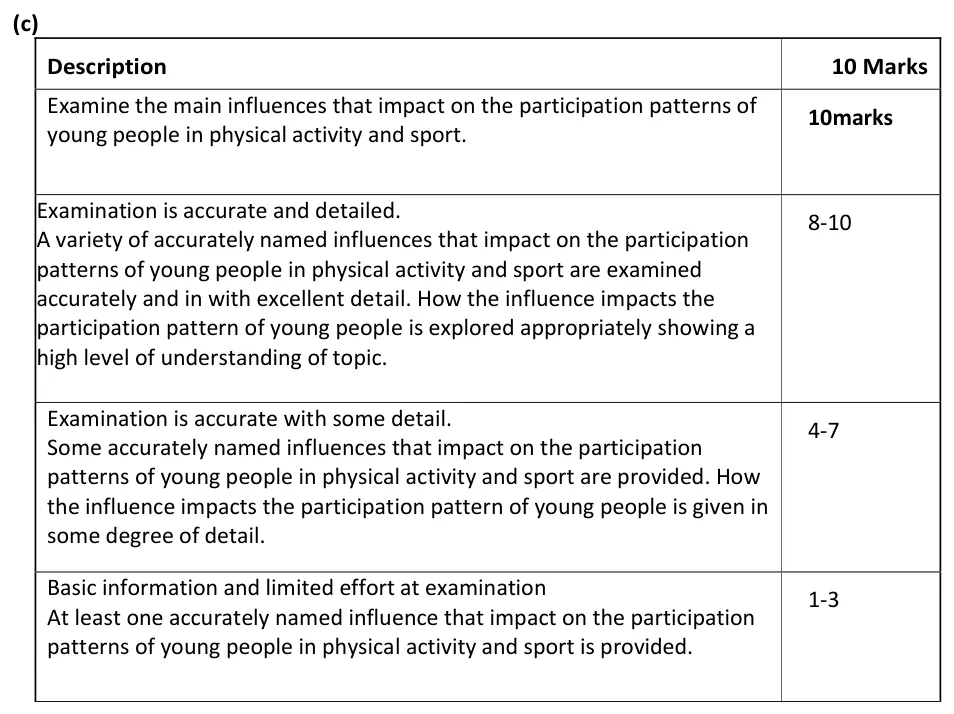 (c)
Description 10 Marks
Examine the main influences that impact on the participation patterns of
young people in physical activity and sport.
10marks
Examination is accurate and detailed.
A variety of accurately named influences that impact on the participation
patterns of young people in physical activity and sport are examined
accurately and in with excellent detail. How the influence impacts the
participation pattern of young people is explored appropriately showing a
high level of understanding of topic.
8-10
Examination is accurate with some detail.
Some accurately named influences that impact on the participation
patterns of young people in physical activity and sport are provided. How
the influence impacts the participation pattern of young people is given in
some degree of detail.
4-7
Basic information and limited effort at examination
At least one accurately named influence that impact on the participation
patterns of young people in physical activity and sport is provided.
1-3